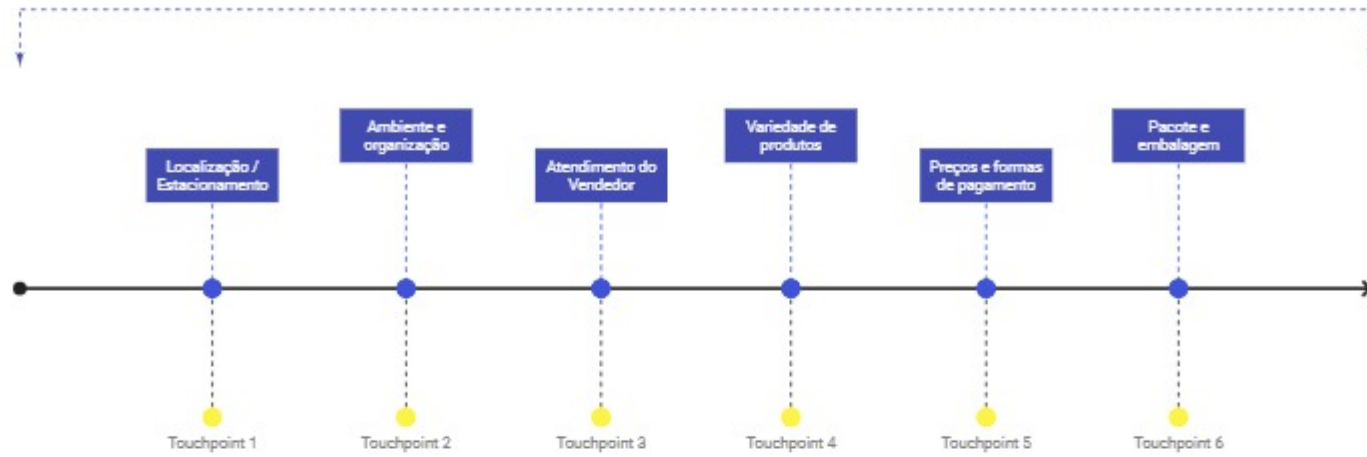 Localização /
Estacionamento
Ambiente e
organização
Atendimento do
Vendedor
Variedade de
produtos
Preços e formas
de pagamento
Pacote e
embalagem
Touchpoint 1
Touchpoint 2
Touchpoint 3
Touchpoint 4
Touchpoint 5
Touchpoint 6